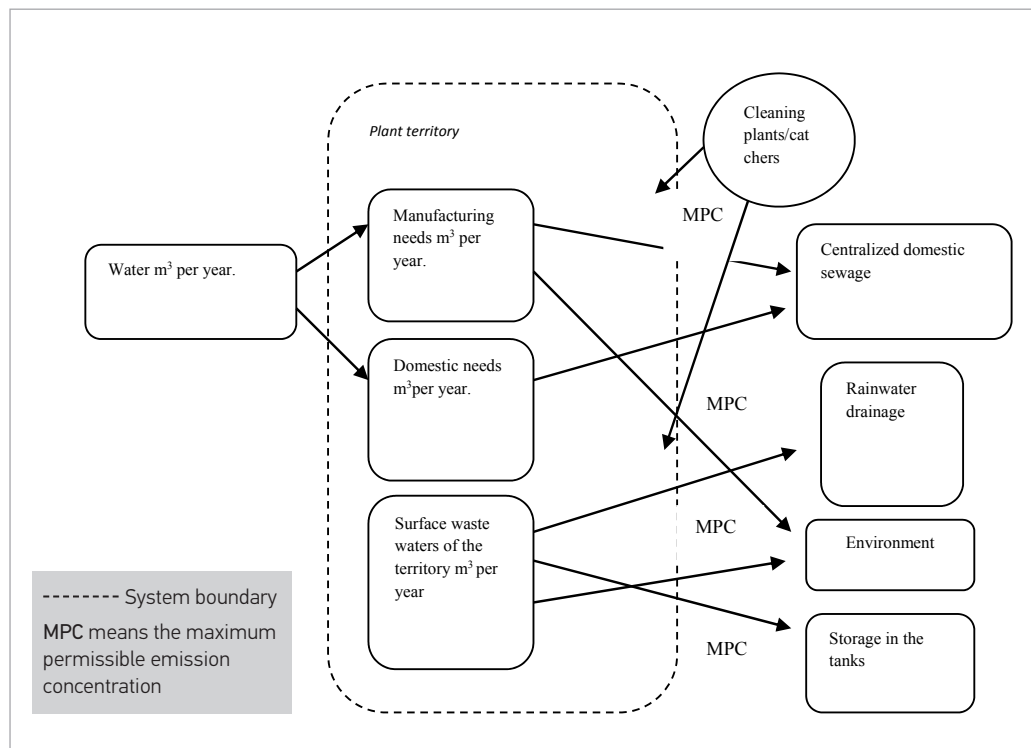 Plant territory
Cleaning
plants/cat
chers
MPC
Manufacturing
needs m³ per
year.
Water m³ per year.
Centralized domestic
sewage
Domestic needs
m³per year.
MPC
Rainwater
drainage
Surface waste
waters of the
territory m³ per
year
MPC
Environment
MPC
Storage in the
tanks
System boundary
MPC means the maximum
permissible emission
concentration